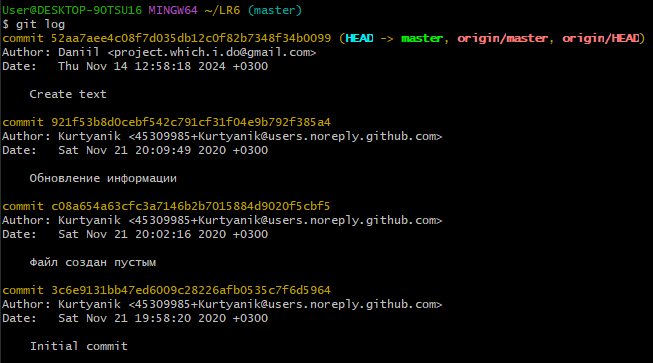 User@DESKTOP-9OTSU16 MINGW64 ~/LR6 (master)
$ git log
commit 52aa7aee4c08f7d035db12c0f82b7348f34b0099 (HEAD -> master, origin/master, origin/HEAD)
Author: Daniil <project.which.i.do@gmail.com>
Date:   Thu Nov 14 12:58:18 2024 +0300
    Create text
commit 921f53b8d0cebf542c791cf31f04e9b792f385a4
Author: Kurtyanik <45309985+Kurtyanik@users.noreply.github.com>
Date:   Sat Nov 21 20:09:49 2020 +0300
    Обновление информации
commit c08a654a63cfc3a7146b2b7015884d9020f5cbf5
Author: Kurtyanik <45309985+Kurtyanik@users.noreply.github.com>
Date:   Sat Nov 21 20:02:16 2020 +0300
    Файл создан пустым
commit 3c6e9131bb47ed6009c28226afb0535c7f6d5964
Author: Kurtyanik <45309985+Kurtyanik@users.noreply.github.com>
Date:   Sat Nov 21 19:58:20 2020 +0300
    Initial commit